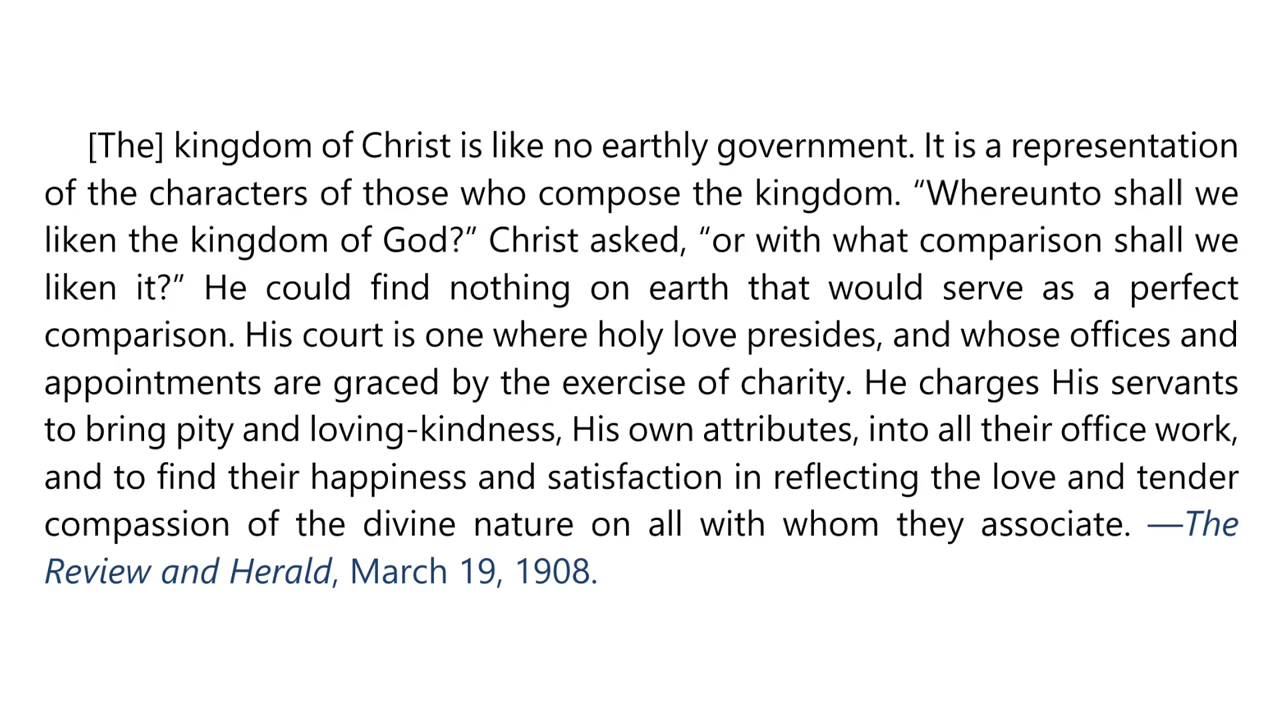 [The] kingdom of Christ is like no earthly government. It is a representation
of the characters of those who compose the kingdom. “Whereunto shall we
liken the kingdom of God?” Christ asked, “or with what comparison shall we
liken it?” He could find nothing on earth that would serve as a perfect
comparison. His court is one where holy love presides, and whose offices and
appointments are graced by the exercise of charity. He charges His servants
to bring pity and loving-kindness, His own attributes, into all their office work,
and to find their happiness and satisfaction in reflecting the love and tender
compassion of the divine nature on all with whom they associate. —The
Review and Herald, March 19, 1908.